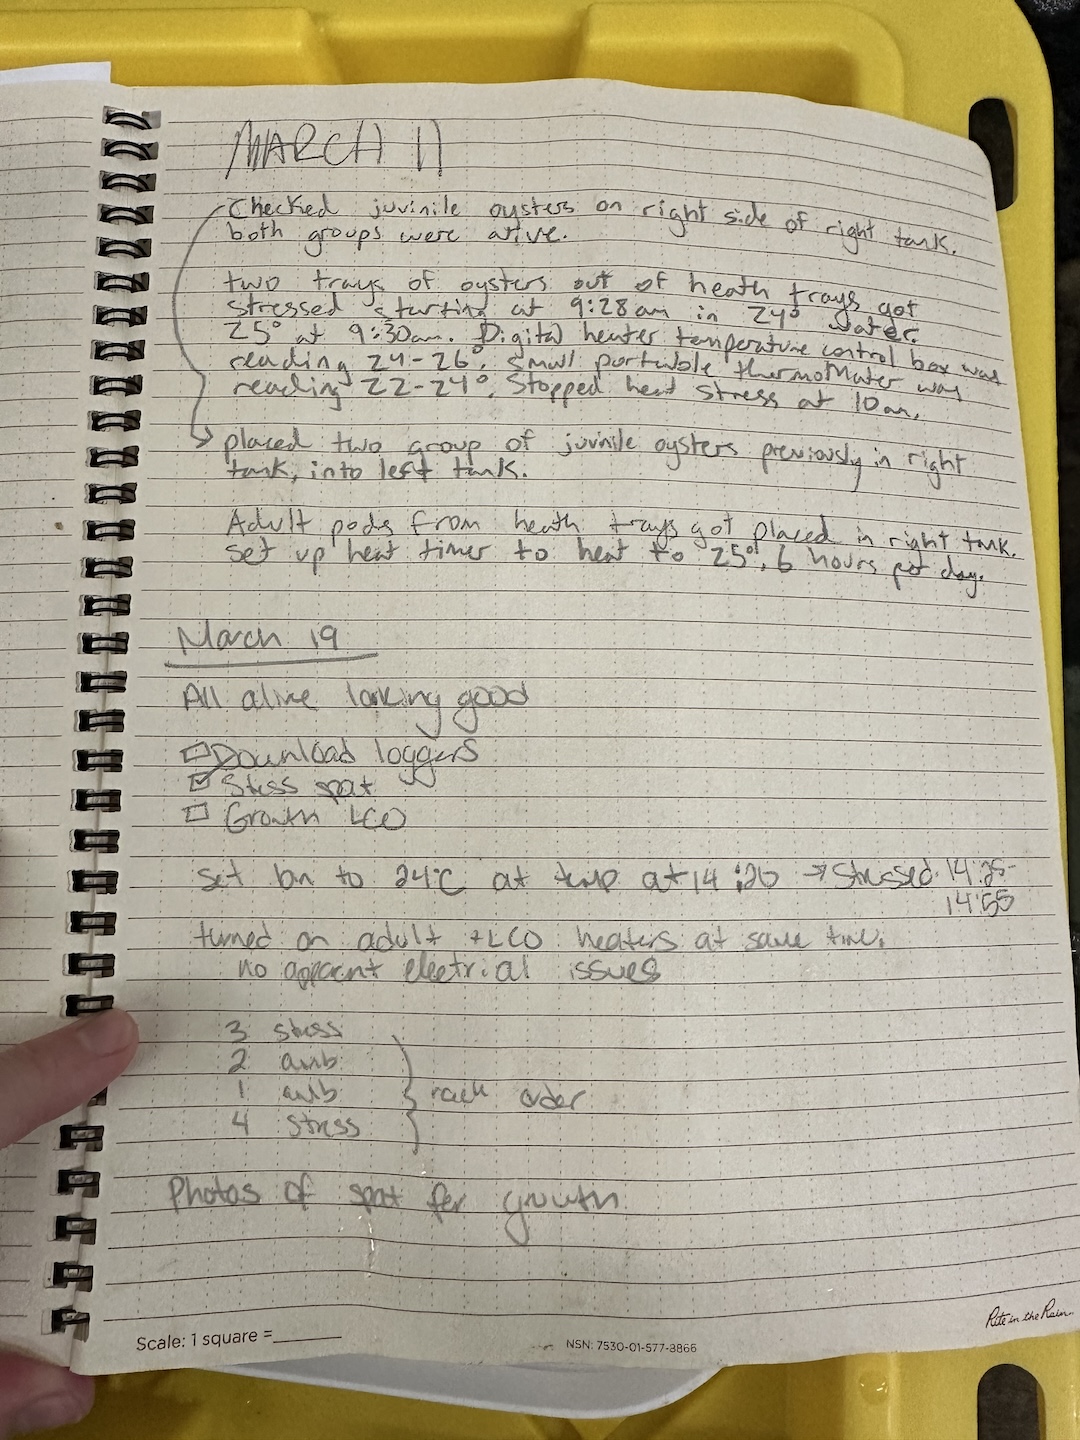 MARCH 11
Checked juvinile oysters on right side of right tank.
both groups were alive.
two trays of oysters out of heath trays got
stressed starting at 9:28am in 24° water.
25° at 9:30am. Digital heater temperature control box was
reading 24-26°. Small portable thermoMater was
reading 22-24°. Stopped heat stress at 10am.
placed two group of juvinile oysters previously in right
tank, into left tank.
Adult pods from heath trays got placed in right tank.
set up heat timer to heat to 25°, 6 hours per day.
March 19
All alive looking good
Download loggers
Stess spat
Growth LCO
Set bin to 24°C at temp at 14:20 → Stressed 14:25-
14:55
turned on adult + LCO heaters at same time.
no apparent eletrial issues
3 stess
2 amb
1 amb
4 stress
rack order
Photos of spat for growth
Scale: 1 square =______
NSN: 7530-01-577-3866
Rite in the Rain